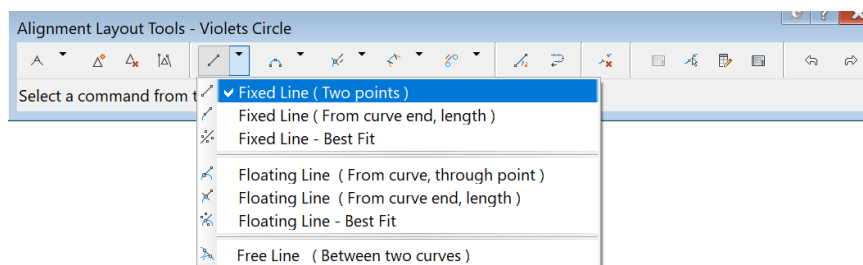 Alignment Layout Tools - Violets Circle
Select a command from t
Fixed Line ( Two points )
Fixed Line ( From curve end, length )
Fixed Line - Best Fit
Floating Line ( From curve, through point )
Floating Line ( From curve end, length )
Floating Line - Best Fit
Free Line ( Between two curves )